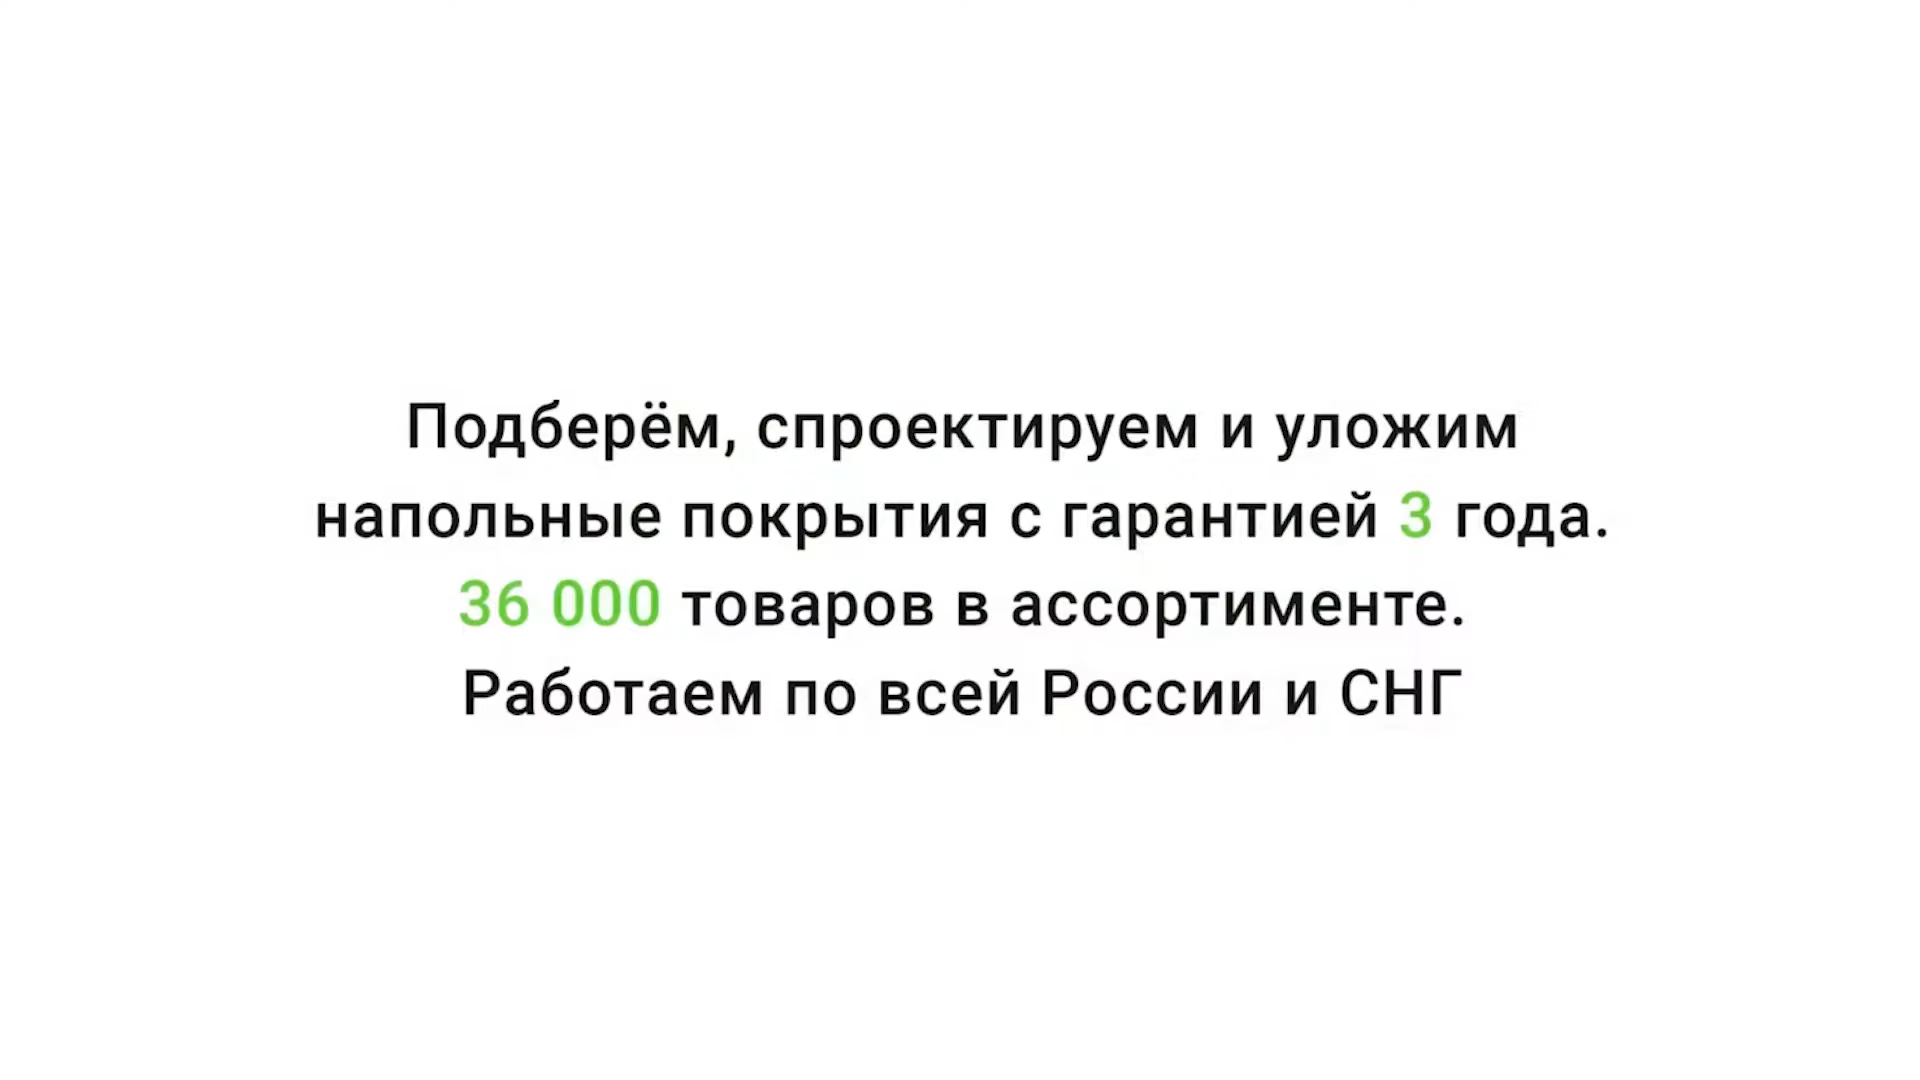 Подберём, спроектируем и уложим
напольные покрытия с гарантией 3 года.
36 000 товаров в ассортименте.
Работаем по всей России и СНГ